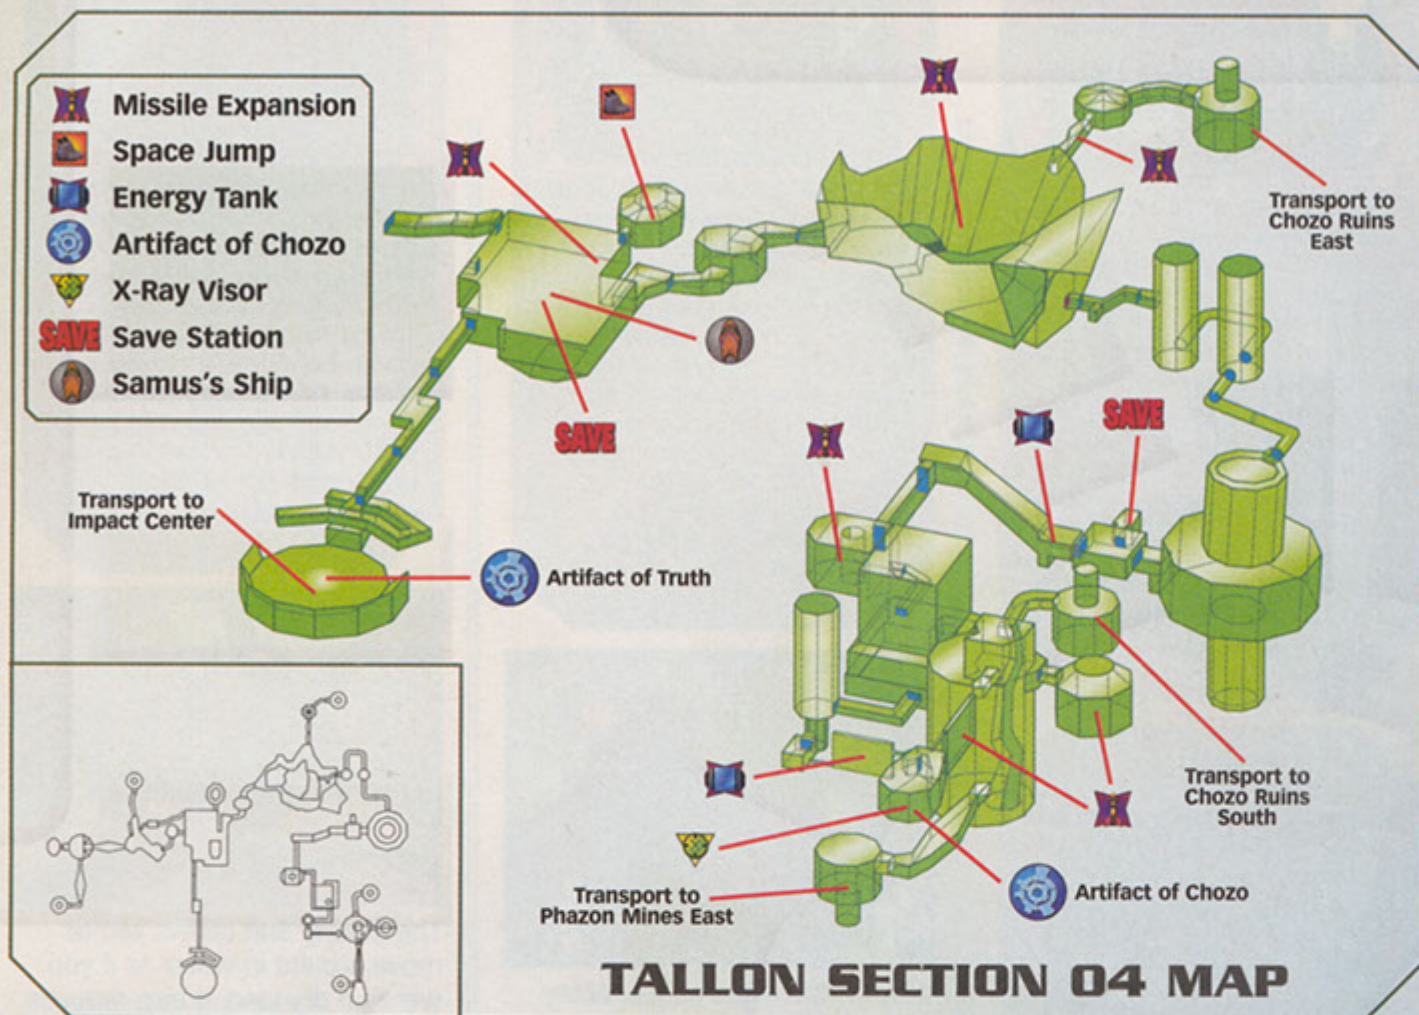 Missile Expansion
Space Jump
Energy Tank
Artifact of Chozo
X-Ray Visor
SAVE Save Station
Samus's Ship
Transport to
Chozo Ruins
East
SAVE
SAVE
Transport to
Impact Center
Artifact of Truth
Transport to
Chozo Ruins
South
Transport to
Phazon Mines East
Artifact of Chozo
TALLON SECTION 04 MAP